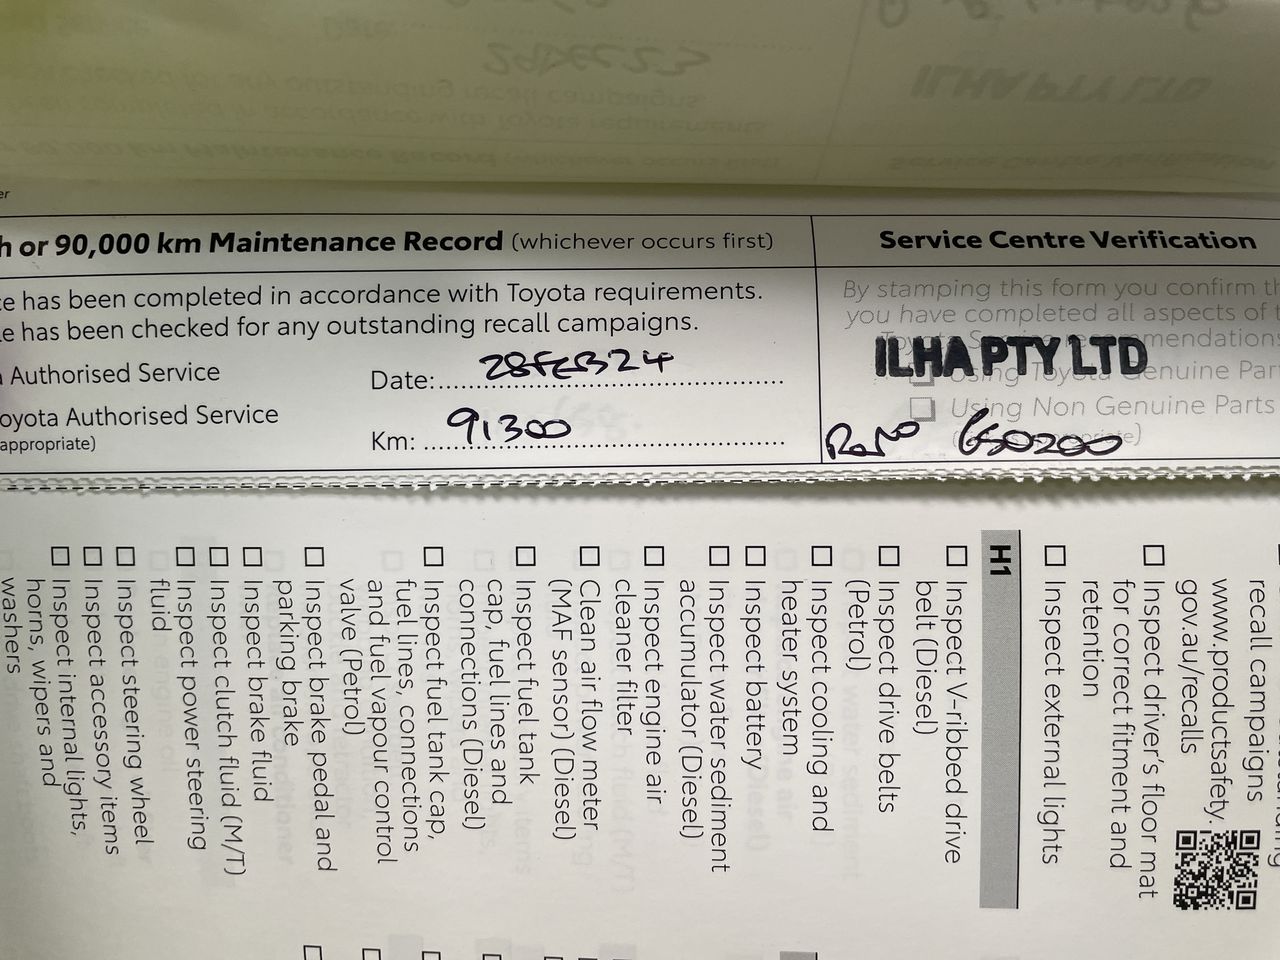 er
h or 90,000 km Maintenance Record (whichever occurs first)
Service Centre Verification
e has been completed in accordance with Toyota requirements.
e has been checked for any outstanding recall campaigns.
Authorised Service
Date: 28FEB24
oyota Authorised Service
appropriate)
Km: 91300
By stamping this form you confirm th
you have completed all aspects of t
mendations
ILHA PTY LTD
Using Toyota Genuine Par
Using Non Genuine Parts
650200
recall campaigns
www.productsafety.
gov.au/recalls
Inspect driver's floor mat
for correct fitment and
retention
Inspect external lights
H1
Inspect V-ribbed drive
belt (Diesel)
Inspect drive belts
(Petrol)
Inspect cooling and
heater system
Inspect battery
Inspect water sediment
accumulator (Diesel)
Inspect engine air
cleaner filter
Clean air flow meter
(MAF sensor) (Diesel)
Inspect fuel tank
cap, fuel lines and
connections (Diesel)
Inspect fuel tank cap,
fuel lines, connections
and fuel vapour control
valve (Petrol)
Inspect brake pedal and
parking brake
Inspect brake fluid
Inspect clutch fluid (M/T)
Inspect power steering
fluid
Inspect steering wheel
Inspect accessory items
Inspect internal lights,
horns, wipers and
washers